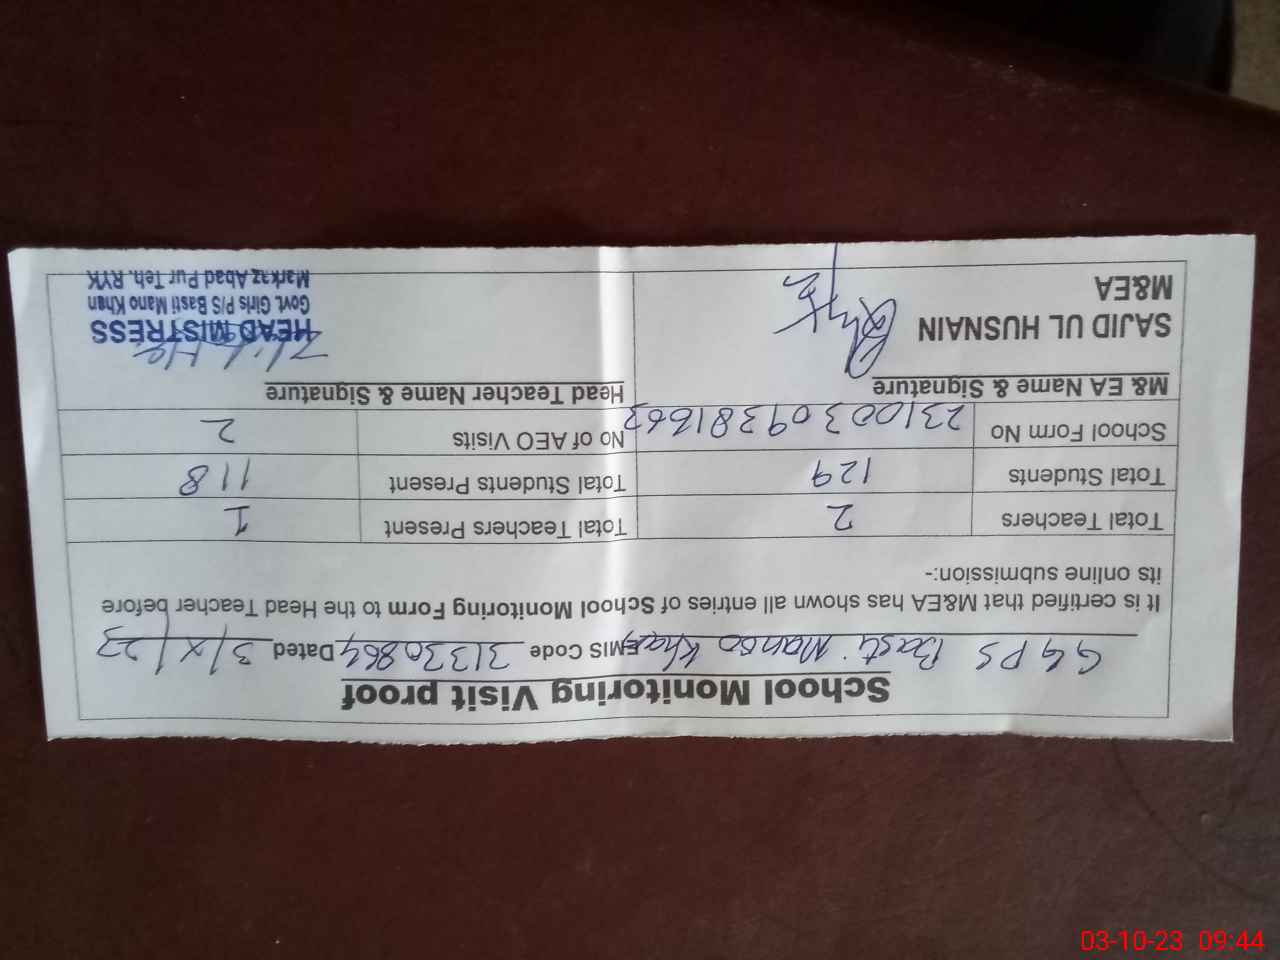 School Monitoring Visit proof
GGPS Basti Manoo Khan EMIS Code 31330864 Dated 3/X/23
It is certified that M&EA has shown all entries of School Monitoring Form to the Head Teacher before
its online submission:-
Total Teachers 2 Total Teachers Present 1
Total Students 129 Total Students Present 118
School Form No No of AEO Visits 2
M& EA Name & Signature Head Teacher Name & Signature
SAJID UL HUSNAIN
M&EA
HEAD MISTRESS
Govt. Girls P/S Basti Mano Khan
Markaz Abad Pur Teh. RYK
03-10-23 09:44